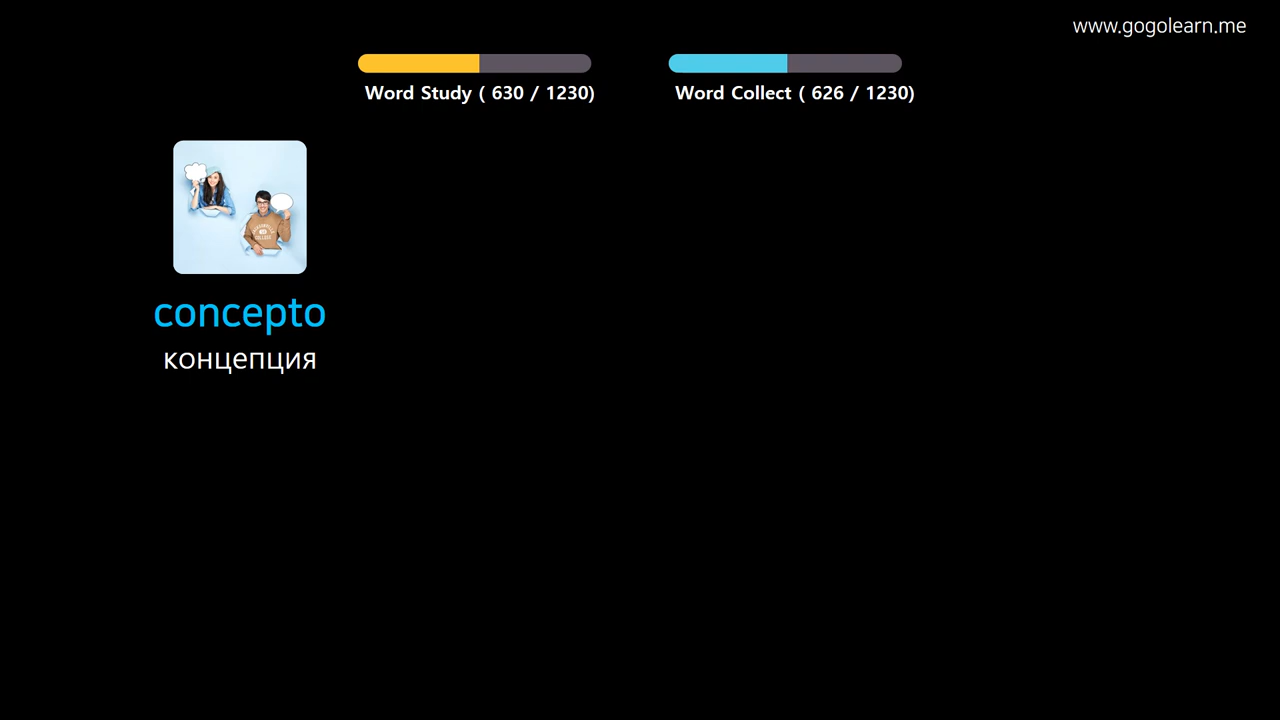 www.gogolearn.me
Word Study ( 630 / 1230)
Word Collect ( 626 / 1230)
concepto
концепция